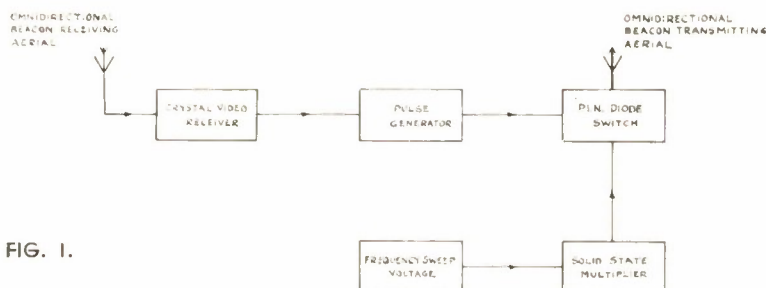 OMNIDIRECTIONAL
BEACON RECEIVING
AERIAL
OMNIDIRECTIONAL
BEACON TRANSMITTING
AERIAL
CRYSTAL VIDEO
RECEIVER
PULSE
GENERATOR
P.I.N. DIODE
SWITCH
FIG. 1.
FREQUENCY SWEEP
VOLTAGE
SOLID STATE
MULTIPLIER